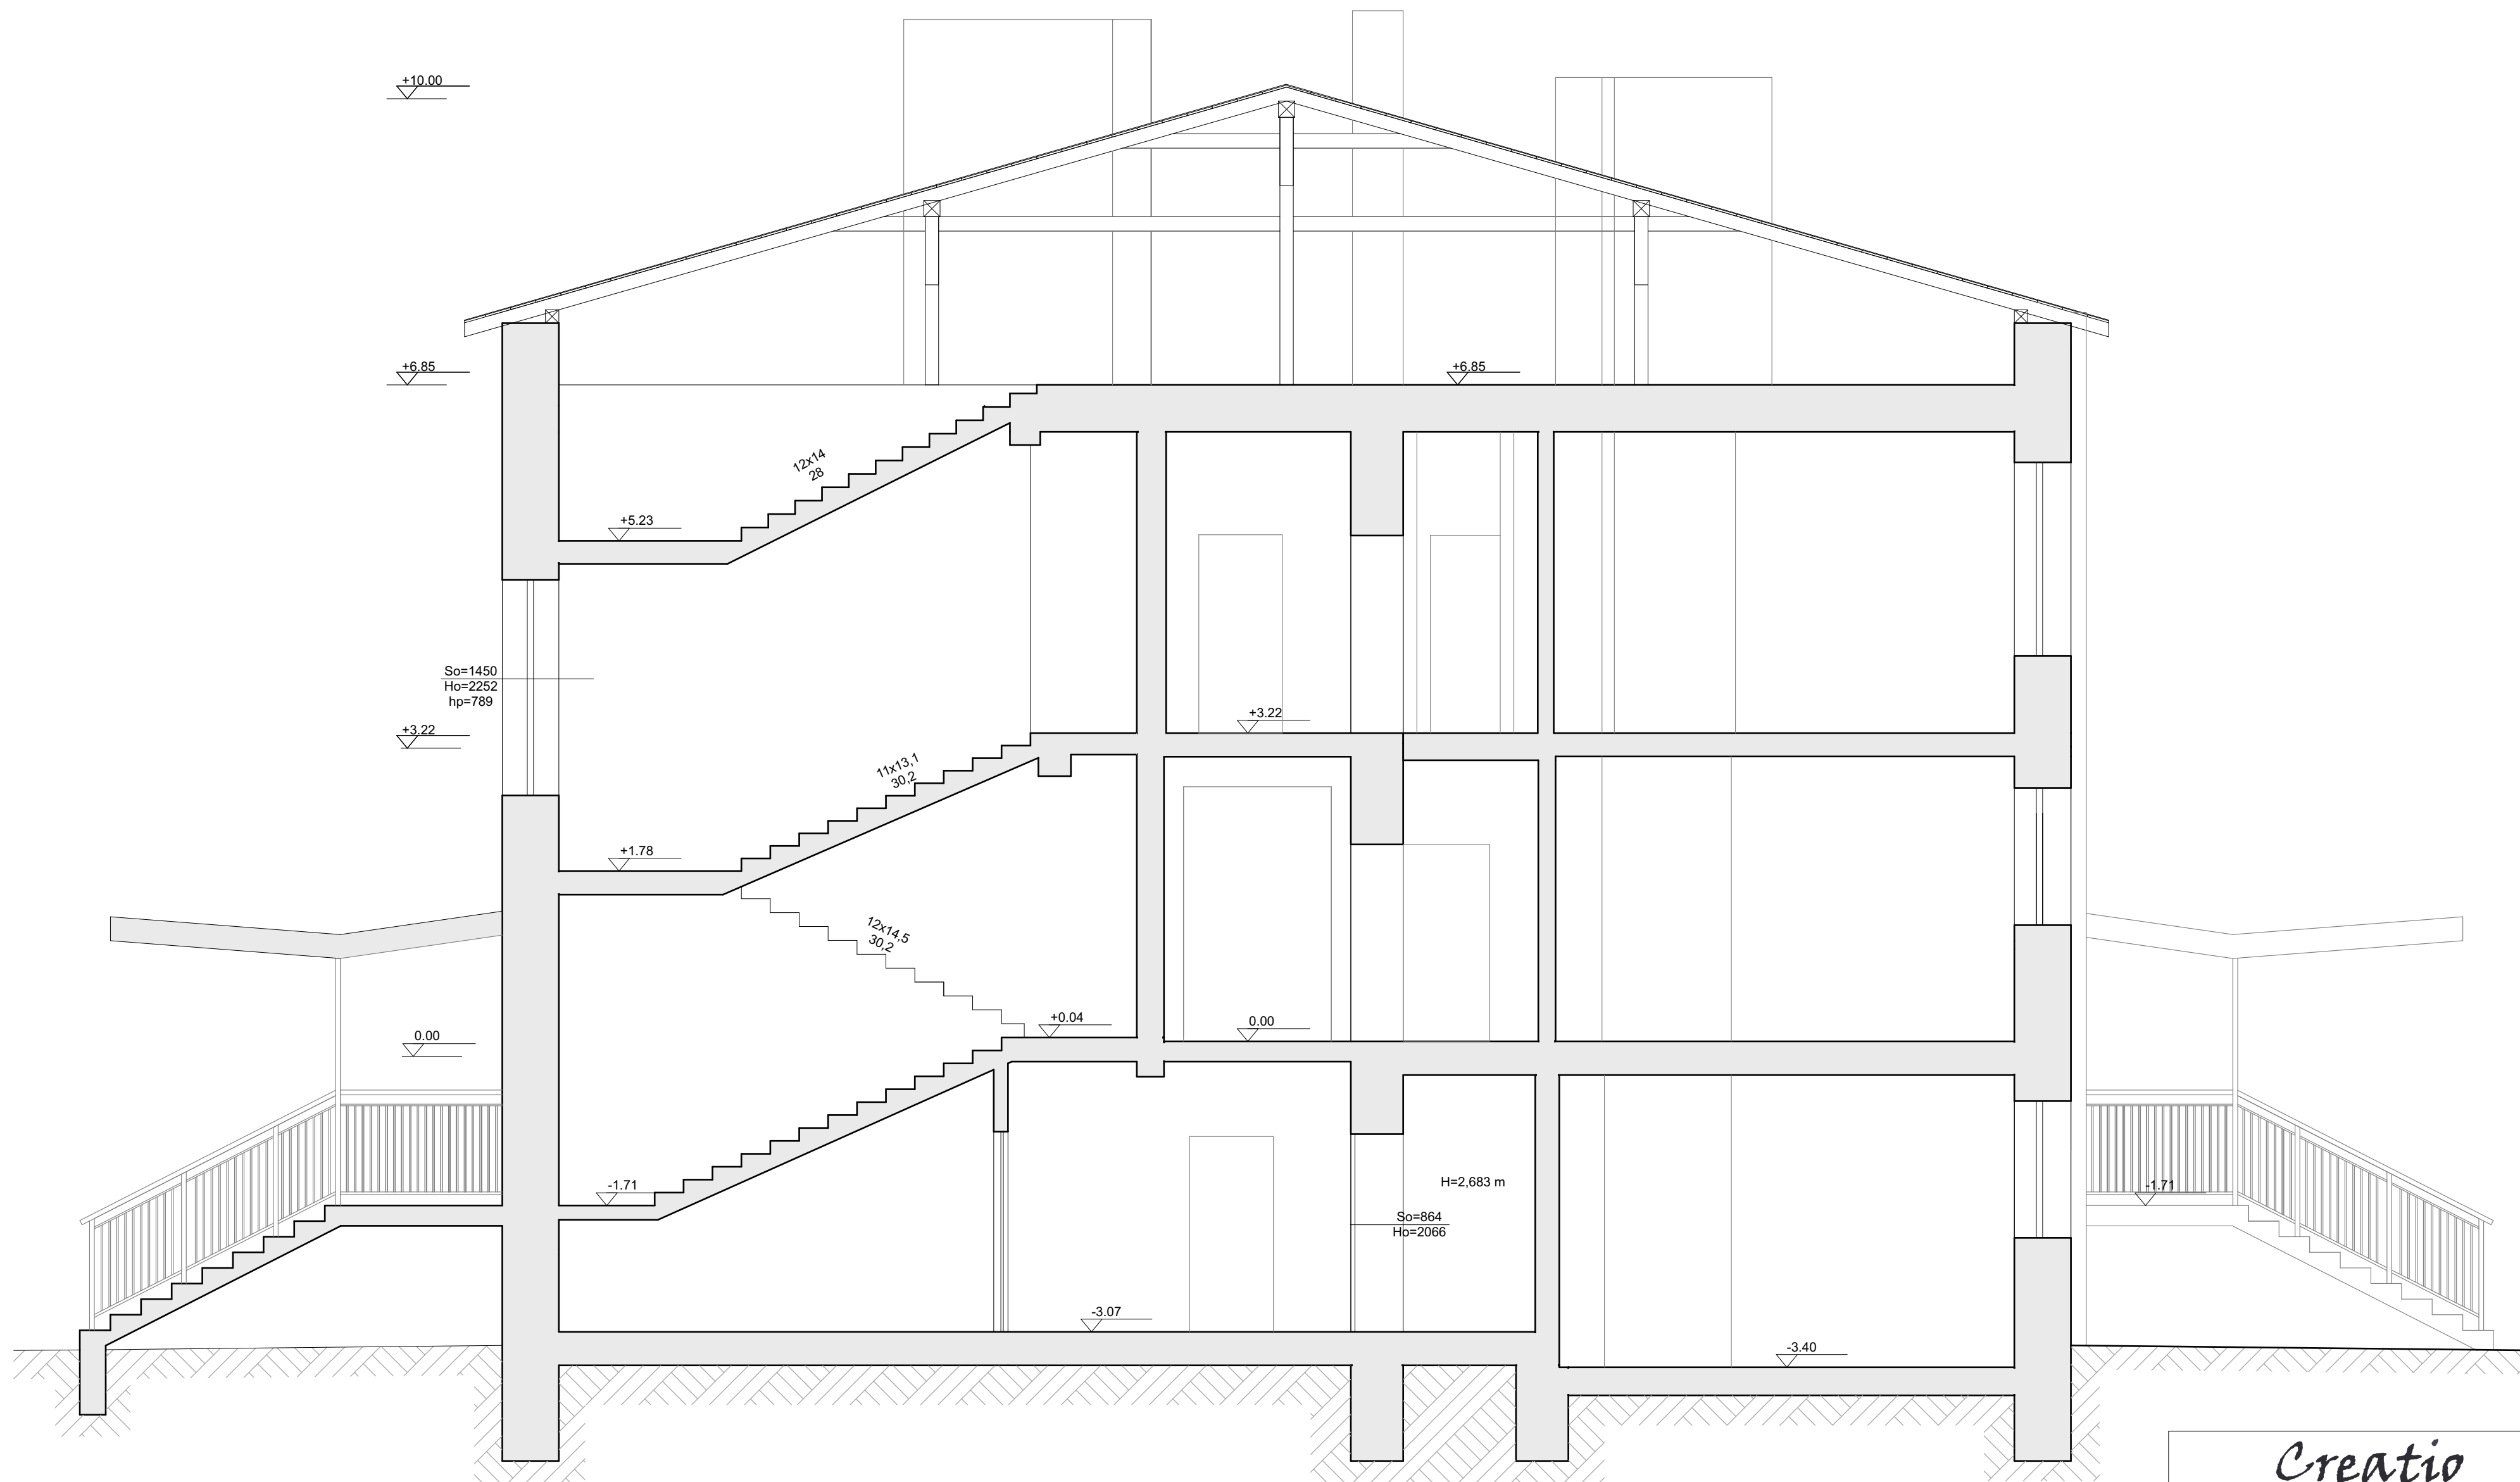 +10.00
+6.85
+6.85
12x14
28
+5.23
So=1450
Ho=2252
hp=789
+3.22
+3.22
11x13,1
30,2
+1.78
12x14,5
30,2
0.00
+0.04
0.00
-1.71
-1.71
H=2,683 m
So=864
Ho=2066
-3.07
-3.40
Creatio